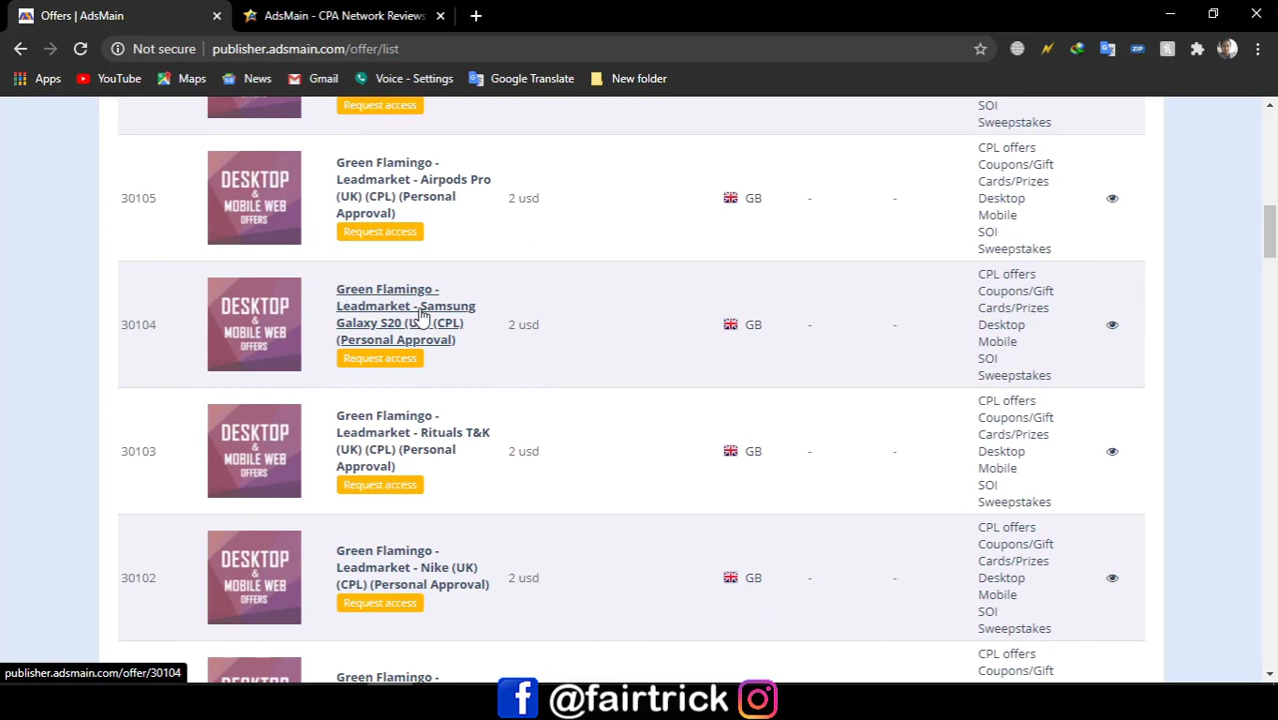 Offers | AdsMain
AdsMain - CPA Network Reviews
Not secure publisher.adsmain.com/offer/list
Apps YouTube Maps News Gmail Voice - Settings Google Translate New folder
ZIP
Request access
SOI
Sweepstakes
30105
DESKTOP
&
MOBILE WEB
OFFERS
Green Flamingo -
Leadmarket - Airpods Pro
(UK) (CPL) (Personal
Approval)
Request access
2 usd
GB
-
-
CPL offers
Coupons/Gift
Cards/Prizes
Desktop
Mobile
SOI
Sweepstakes
30104
DESKTOP
&
MOBILE WEB
OFFERS
Green Flamingo -
Leadmarket - Samsung
Galaxy S20 (CPL)
(Personal Approval)
Request access
2 usd
GB
-
-
CPL offers
Coupons/Gift
Cards/Prizes
Desktop
Mobile
SOI
Sweepstakes
30103
DESKTOP
&
MOBILE WEB
OFFERS
Green Flamingo -
Leadmarket - Rituals T&K
(UK) (CPL) (Personal
Approval)
Request access
2 usd
GB
-
-
CPL offers
Coupons/Gift
Cards/Prizes
Desktop
Mobile
SOI
Sweepstakes
30102
DESKTOP
&
MOBILE WEB
OFFERS
Green Flamingo -
Leadmarket - Nike (UK)
(CPL) (Personal Approval)
Request access
2 usd
GB
-
-
CPL offers
Coupons/Gift
Cards/Prizes
Desktop
Mobile
SOI
Sweepstakes
Green Flamingo -
CPL offers
Coupons/Gift
publisher.adsmain.com/offer/30104
@fairtrick